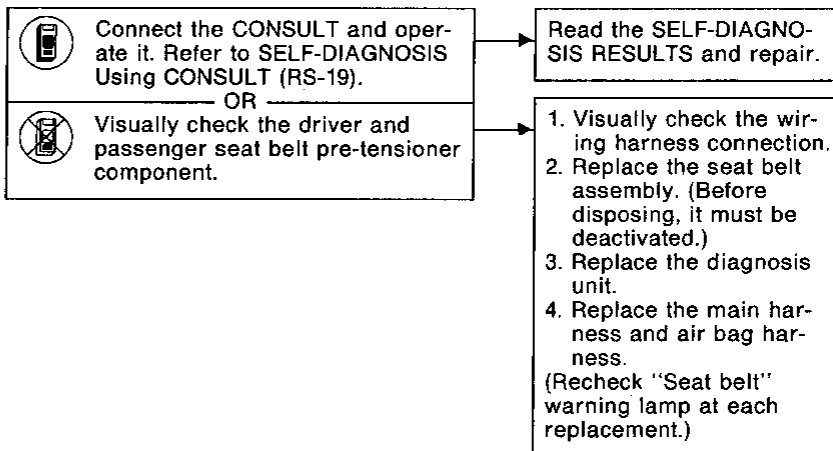 Connect the CONSULT and oper-
ate it. Refer to SELF-DIAGNOSIS
Using CONSULT (RS-19).
OR
Visually check the driver and
passenger seat belt pre-tensioner
component.
Read the SELF-DIAGNO-
SIS RESULTS and repair.
1. Visually check the wir-
ing harness connection.
2. Replace the seat belt
assembly. (Before
disposing, it must be
deactivated.)
3. Replace the diagnosis
unit.
4. Replace the main har-
ness and air bag har-
ness.
(Recheck "Seat belt"
warning lamp at each
replacement.)